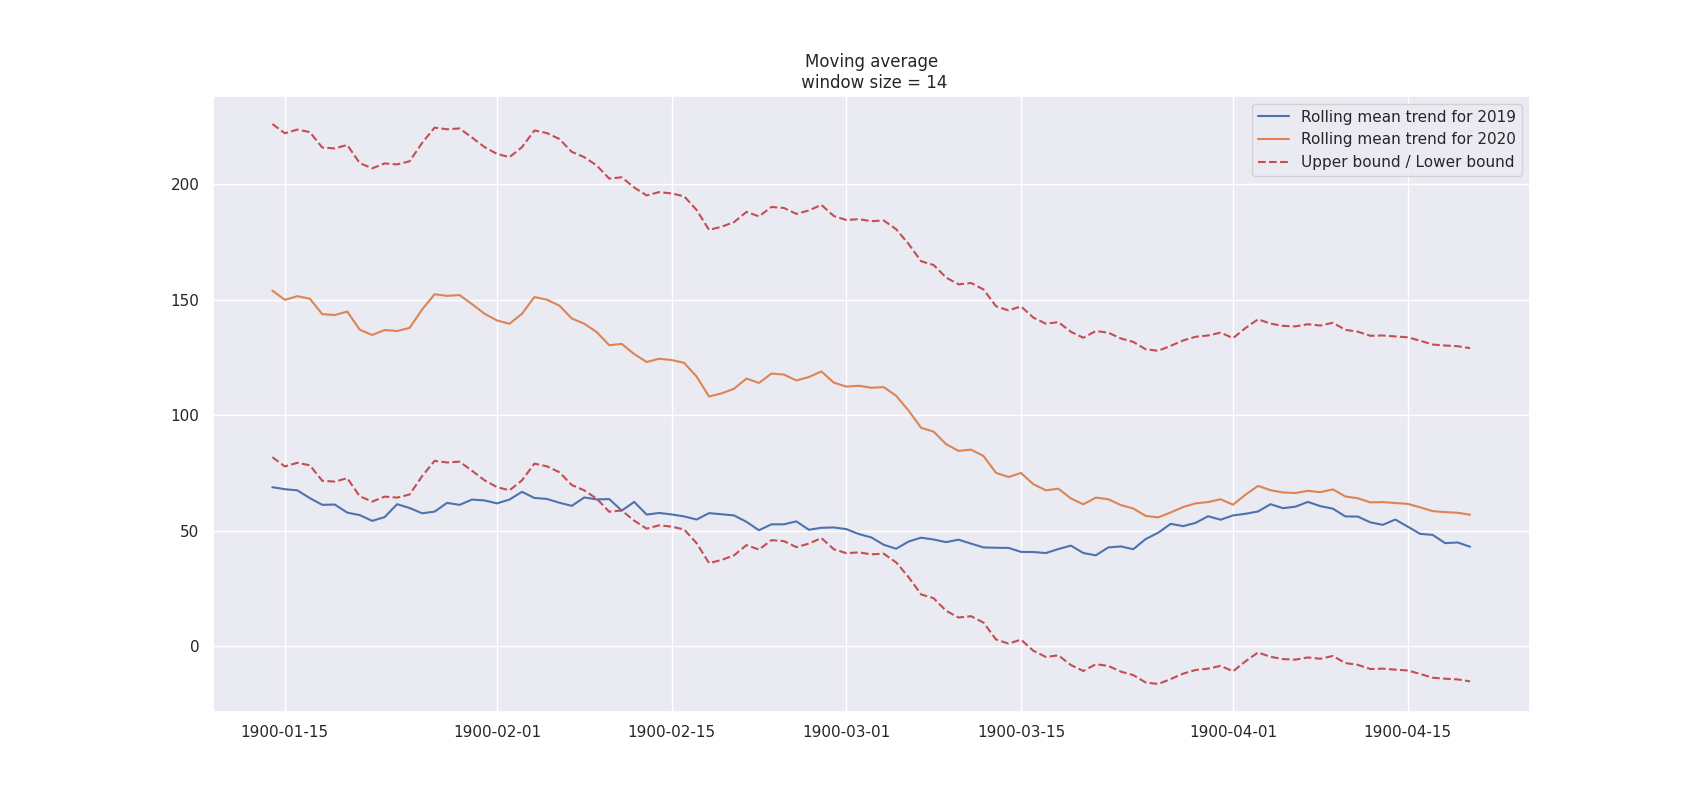 Moving average
window size = 14
Rolling mean trend for 2019
Rolling mean trend for 2020
Upper bound / Lower bound
200
150
100
50
0
1900-01-15
1900-02-01
1900-02-15
1900-03-01
1900-03-15
1900-04-01
1900-04-15